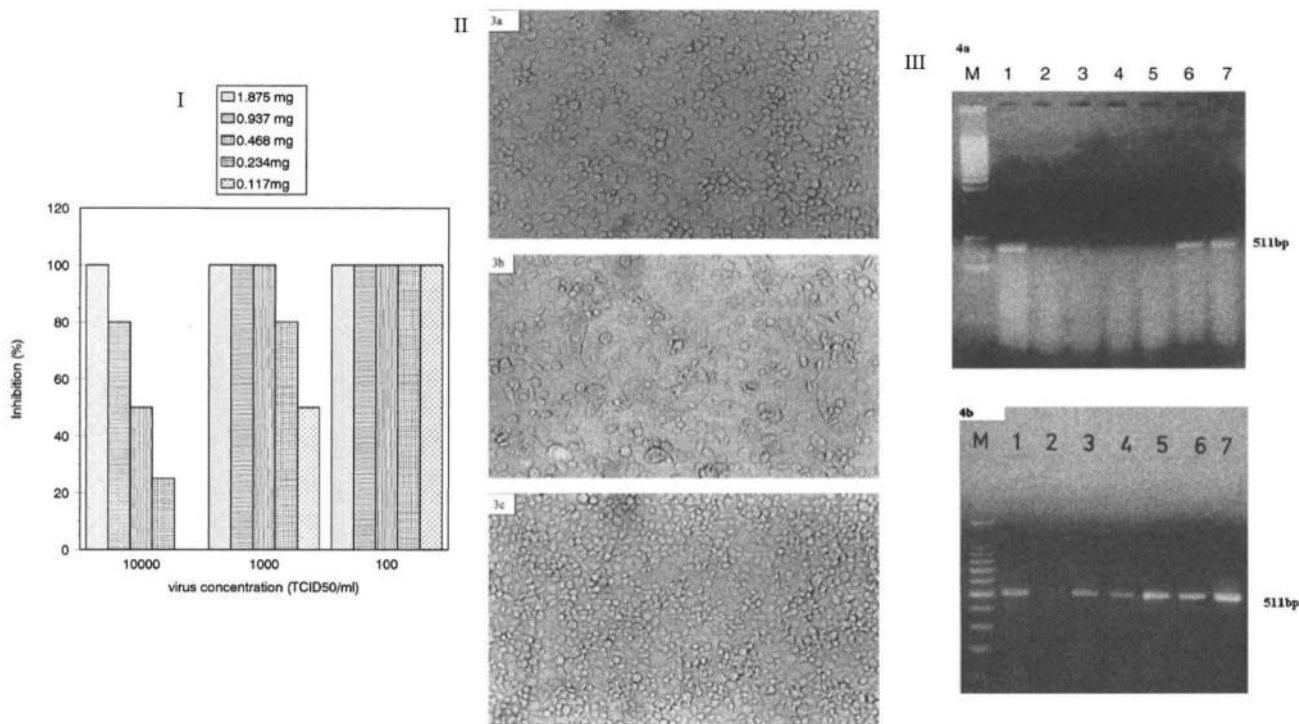 I
1.875 mg
0.937 mg
0.468 mg
0.234mg
0.117mg
120
100
80
60
40
20
0
Inhibition (%)
10000 1000 100
virus concentration (TCID50/ml)
II
3a
3b
3c
III
4a
M 1 2 3 4 5 6 7
511bp
4b
M 1 2 3 4 5 6 7
511bp